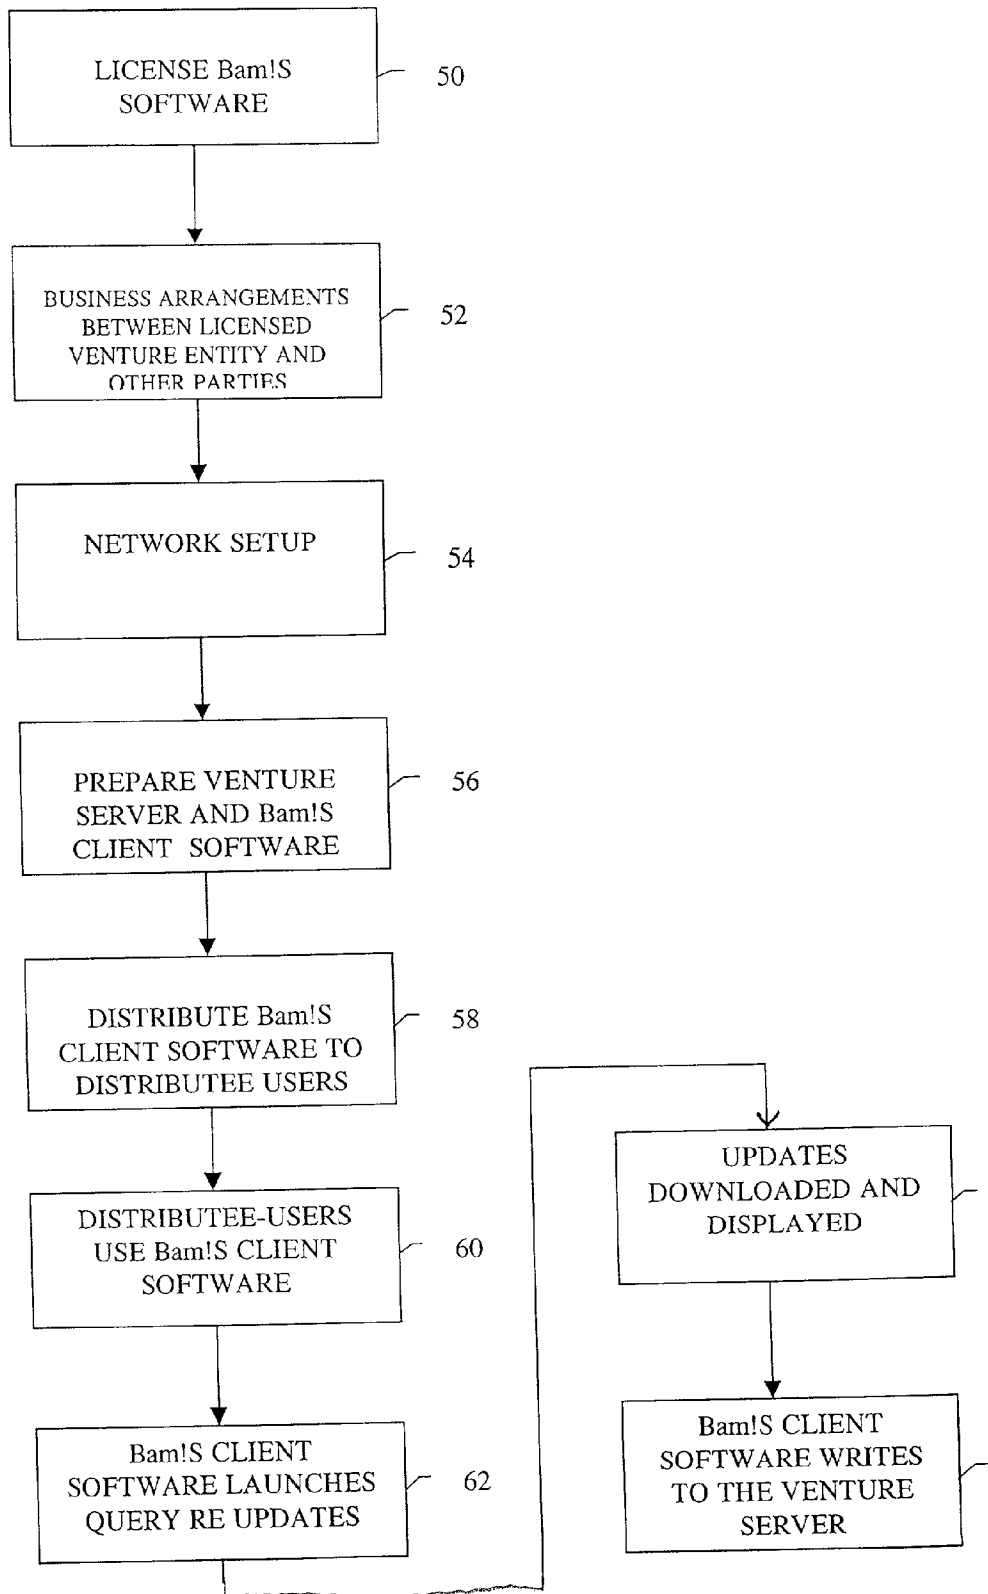 LICENSE Bam!S
SOFTWARE
50
BUSINESS ARRANGEMENTS
BETWEEN LICENSED
VENTURE ENTITY AND
OTHER PARTIES
52
NETWORK SETUP
54
PREPARE VENTURE
SERVER AND Bam!S
CLIENT SOFTWARE
56
DISTRIBUTE Bam!S
CLIENT SOFTWARE TO
DISTRIBUTEE USERS
58
DISTRIBUTEE-USERS
USE Bam!S CLIENT
SOFTWARE
60
Bam!S CLIENT
SOFTWARE LAUNCHES
QUERY RE UPDATES
62
UPDATES
DOWNLOADED AND
DISPLAYED
Bam!S CLIENT
SOFTWARE WRITES
TO THE VENTURE
SERVER